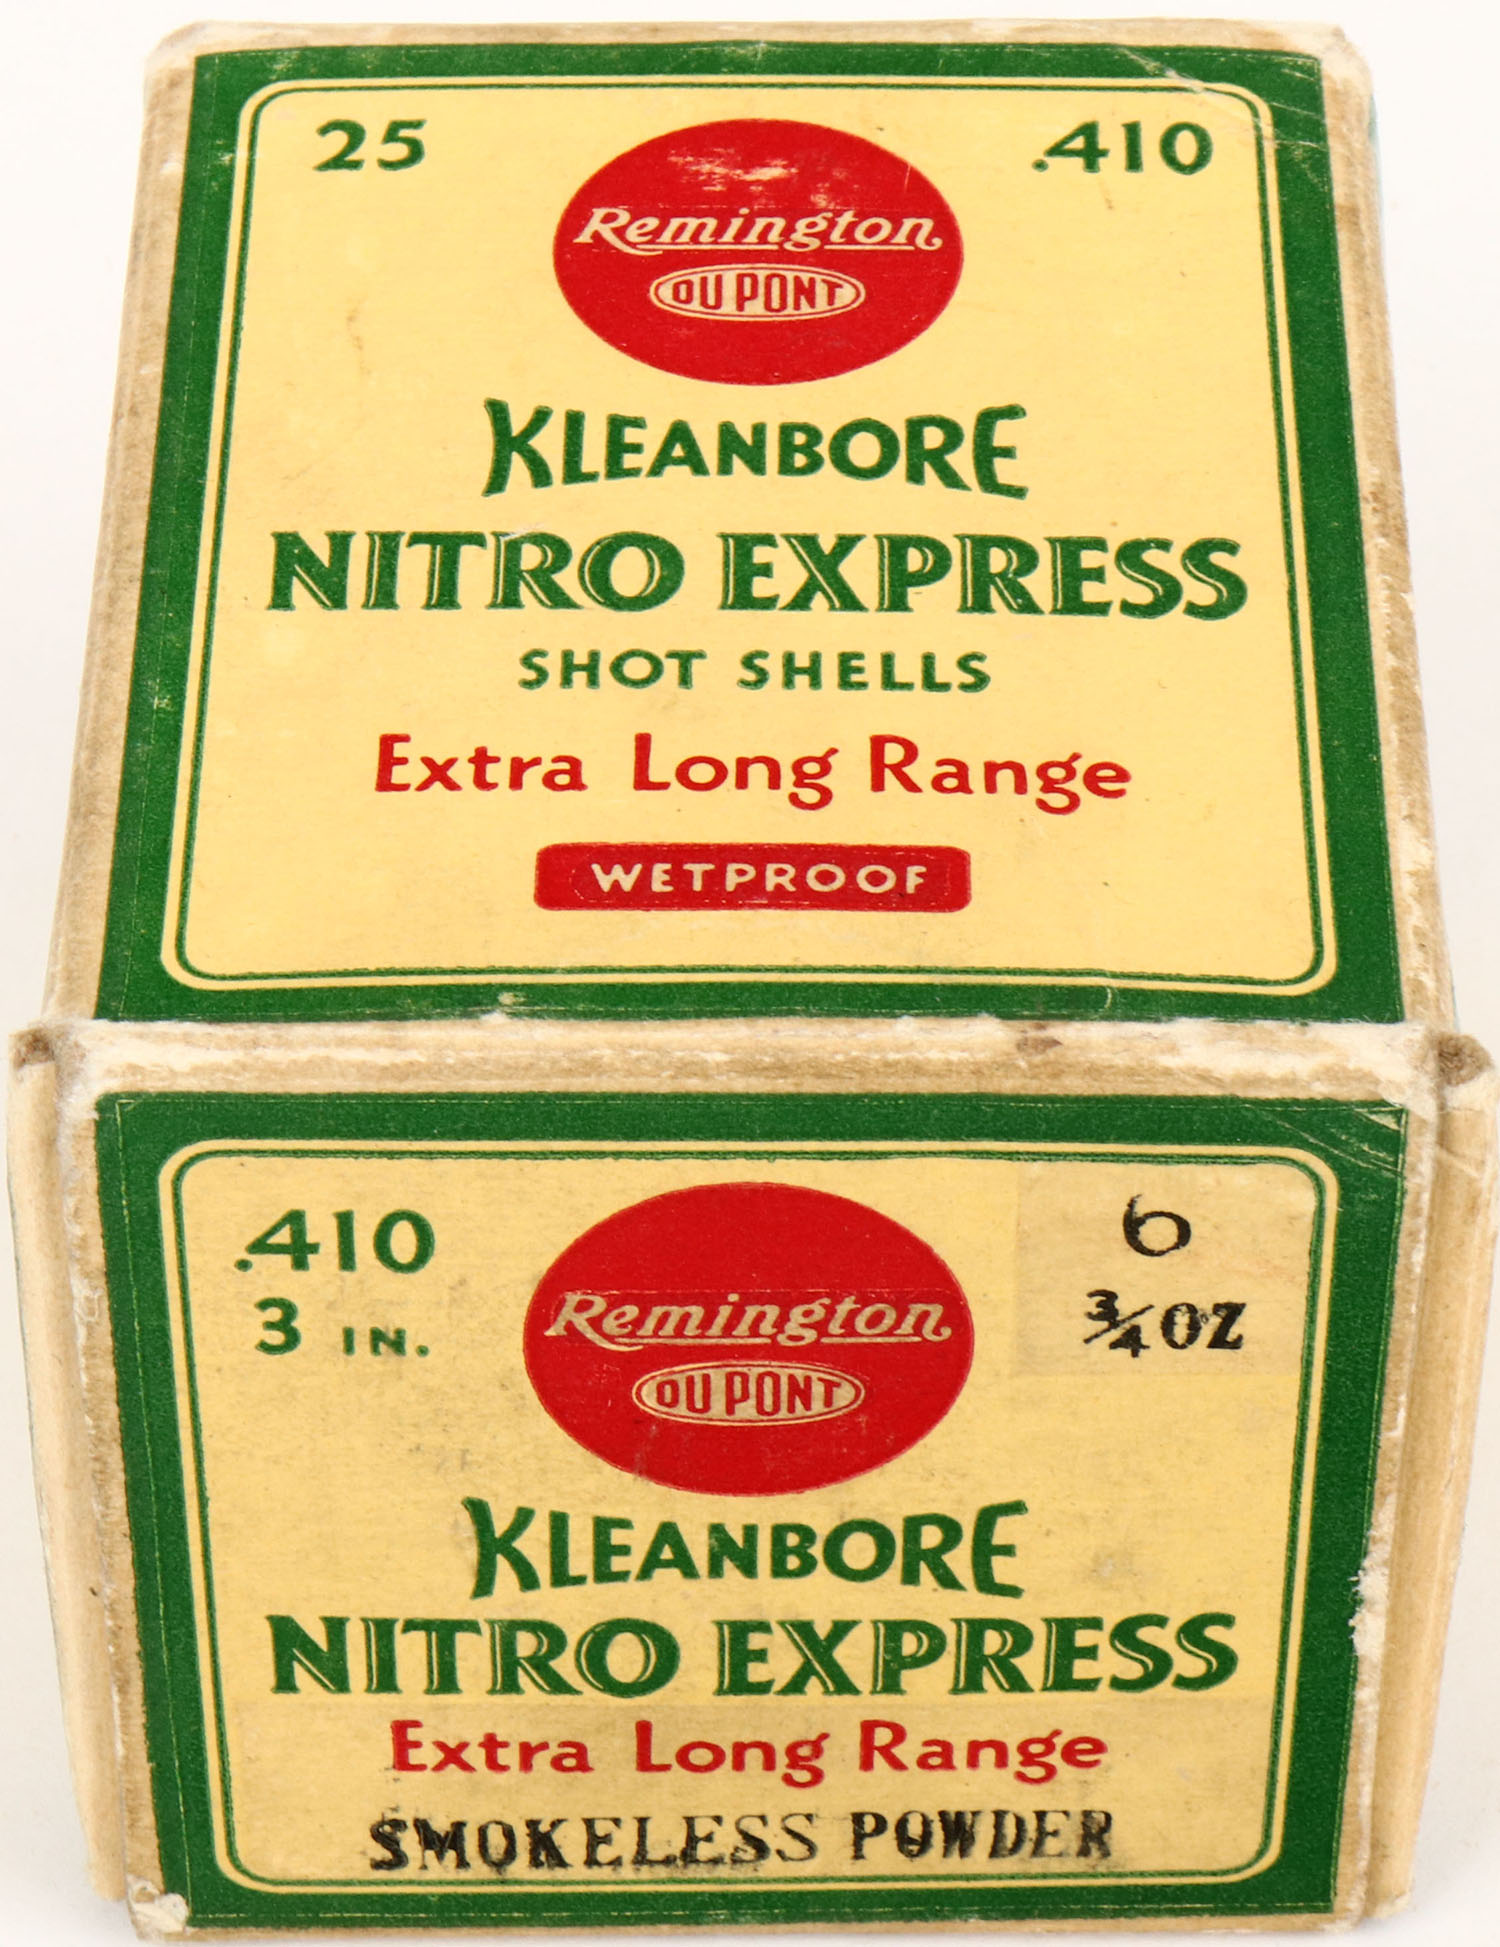 25 .410
Remington
DU PONT
KLEANBORE
NITRO EXPRESS
SHOT SHELLS
Extra Long Range
WETPROOF
.410 6
3 IN. 3/4 OZ
Remington
DU PONT
KLEANBORE
NITRO EXPRESS
Extra Long Range
SMOKELESS POWDER